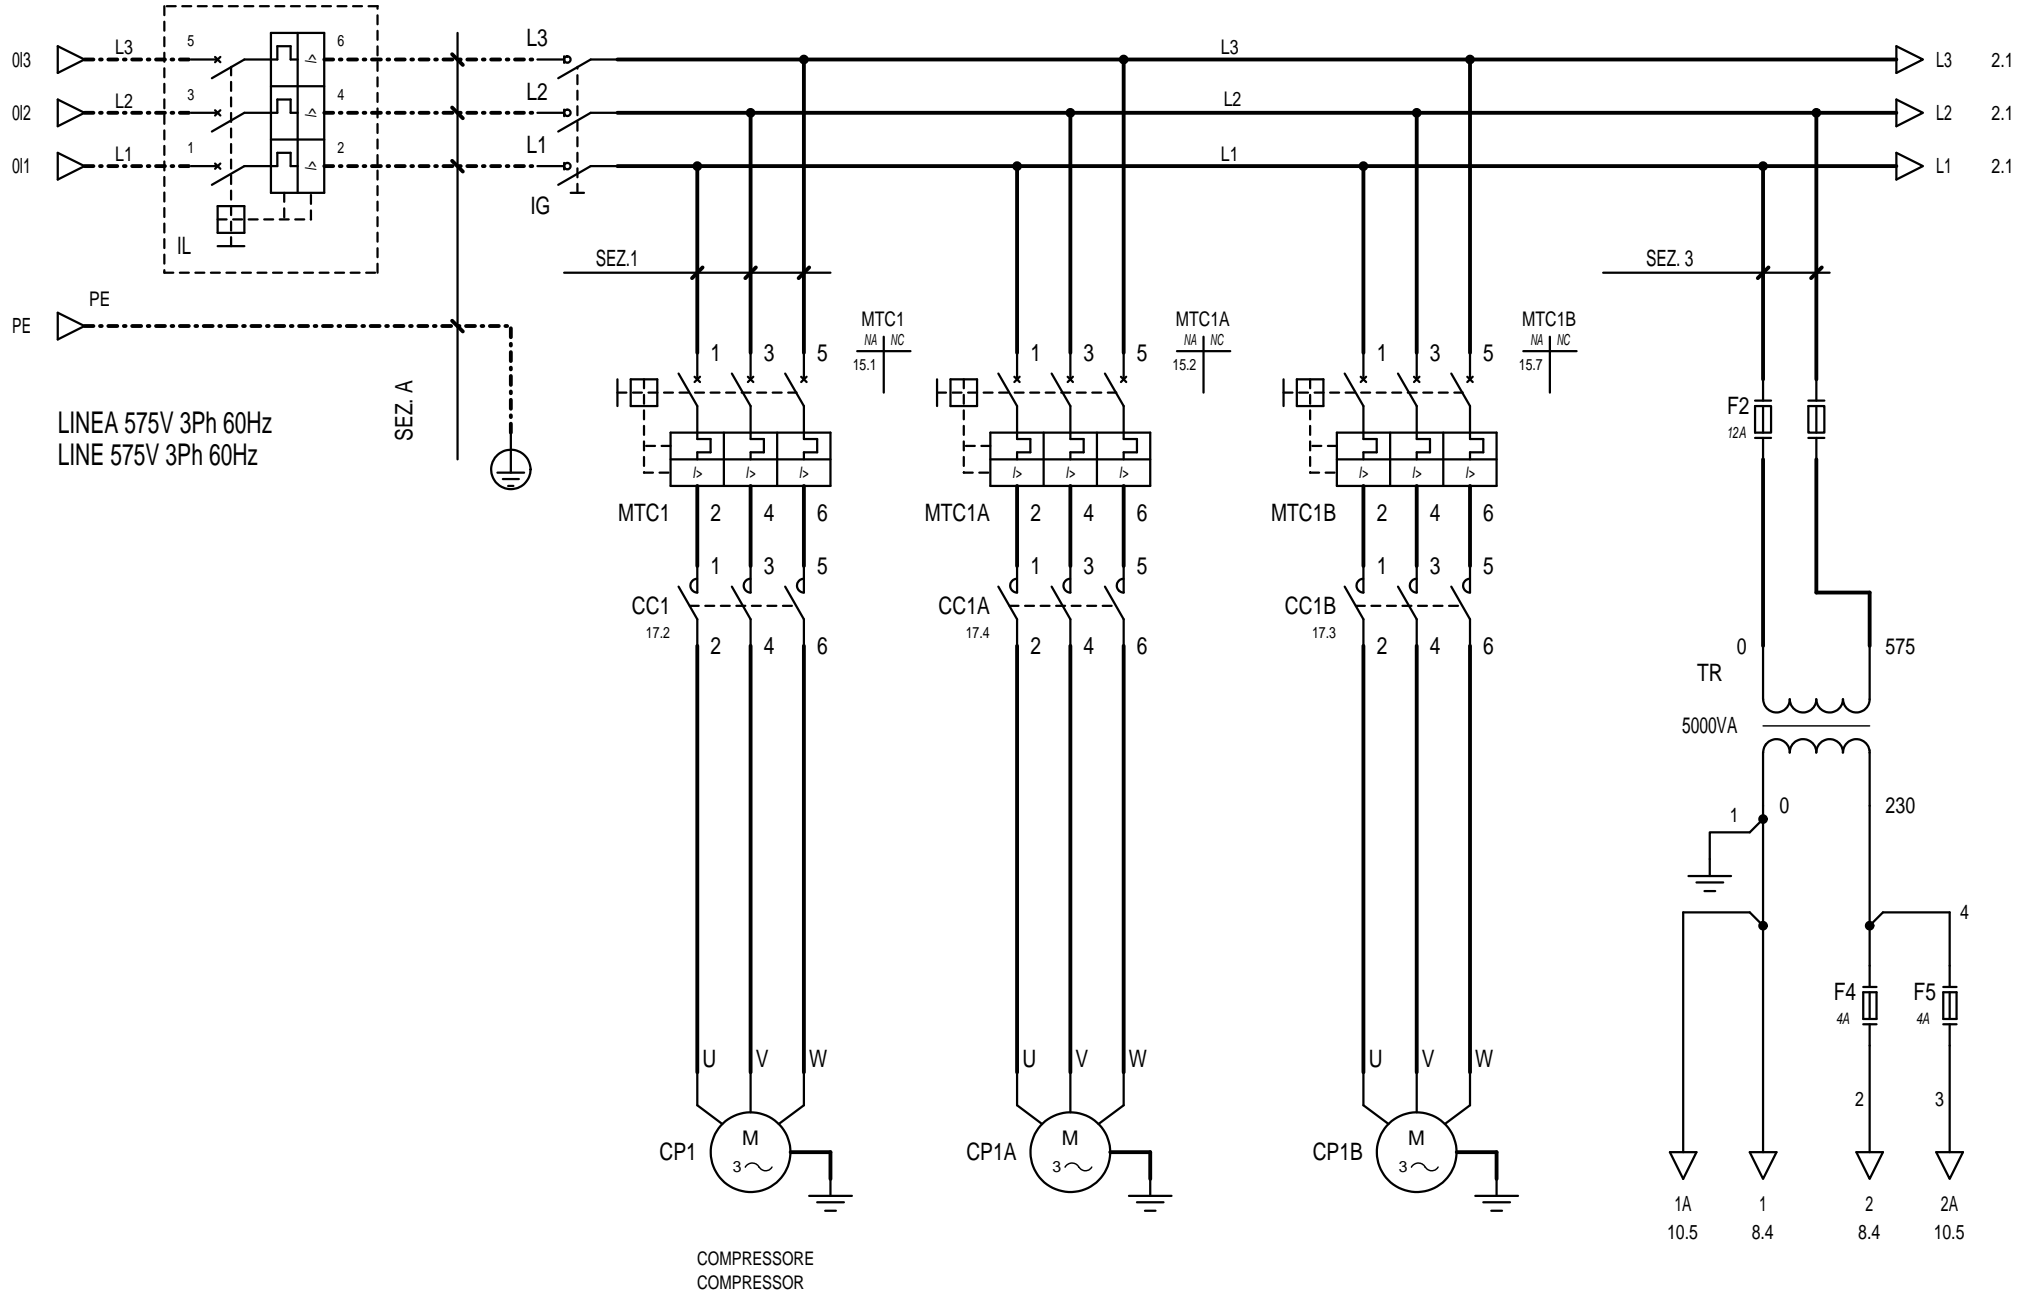 0I3 L3 5 6 L3 L3 L3 2.1
0I2 L2 3 4 L2 L2 L2 2.1
0I1 L1 1 2 L1 L1 L1 2.1
IL IG
SEZ.1 SEZ. 3
PE PE
SEZ. A
LINEA 575V 3Ph 60Hz
LINE 575V 3Ph 60Hz
MTC1 MTC1A MTC1B
NA NC NA NC NA NC
15.1 15.2 15.7
1 3 5 1 3 5 1 3 5
F2
12A
I> I> I> I> I> I> I> I> I>
I> I> I>
MTC1 2 4 6 MTC1A 2 4 6 MTC1B 2 4 6
1 3 5 1 3 5 1 3 5
CC1 CC1A CC1B
17.2 17.4 17.3
2 4 6 2 4 6 2 4 6
0 575
TR
5000VA
1 0 230
4
F4 F5
4A 4A
U V W U V W U V W
2 3
CP1 M 3 CP1A M 3 CP1B M 3
1A 1 2 2A
10.5 8.4 8.4 10.5
COMPRESSORE
COMPRESSOR